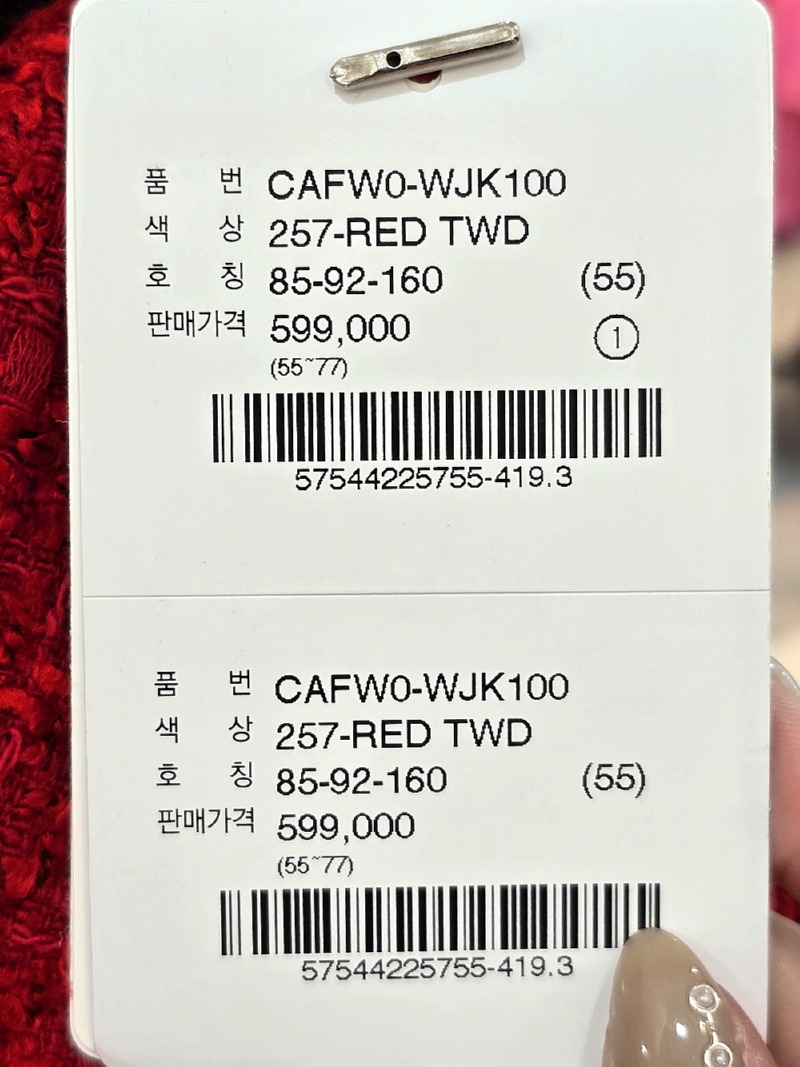 품 번 CAFW0-WJK100
색 상 257-RED TWD
호 칭 85-92-160 (55)
판매가격 599,000 ①
(55~77)
57544225755-419.3
품 번 CAFW0-WJK100
색 상 257-RED TWD
호 칭 85-92-160 (55)
판매가격 599,000
(55~77)
57544225755-419.3